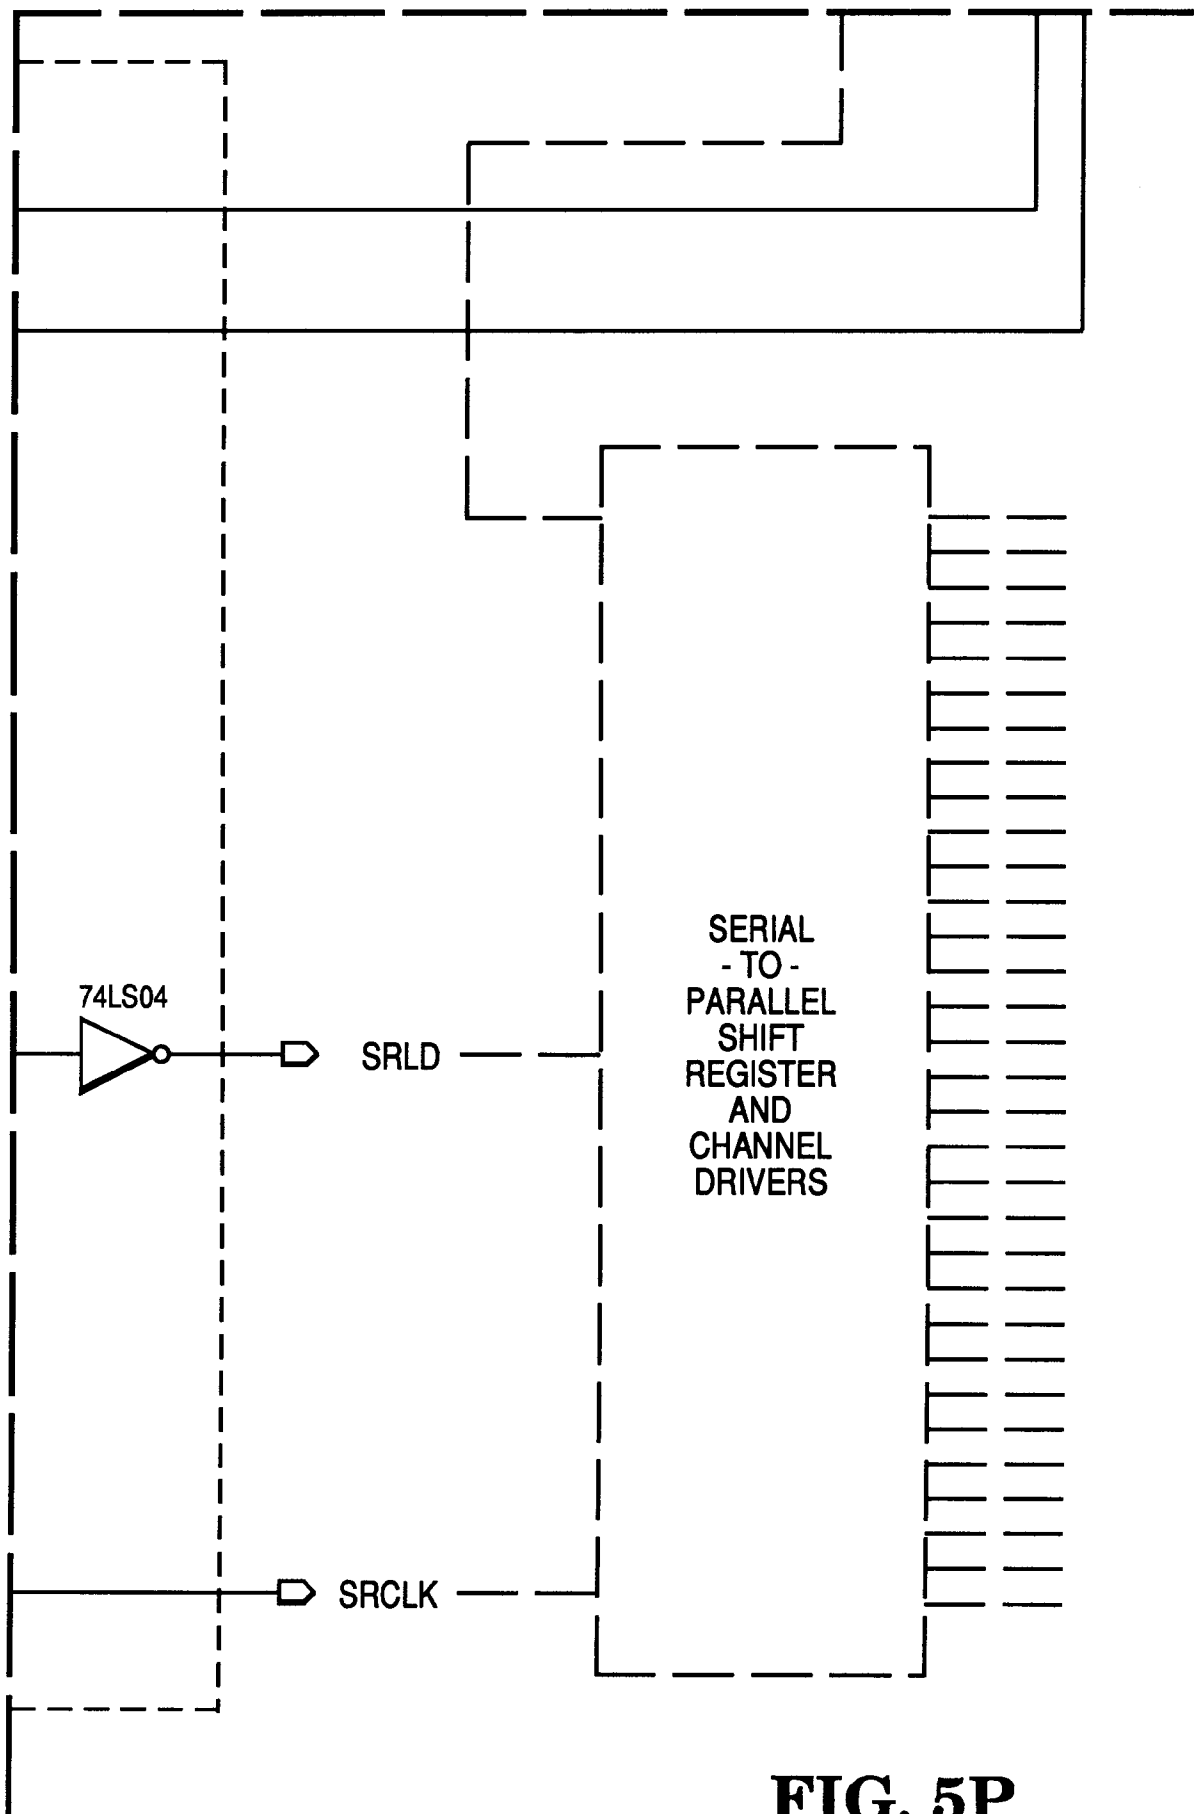 74LS04
SRLD
SERIAL
- TO -
PARALLEL
SHIFT
REGISTER
AND
CHANNEL
DRIVERS
SRCLK
FIG. 5P